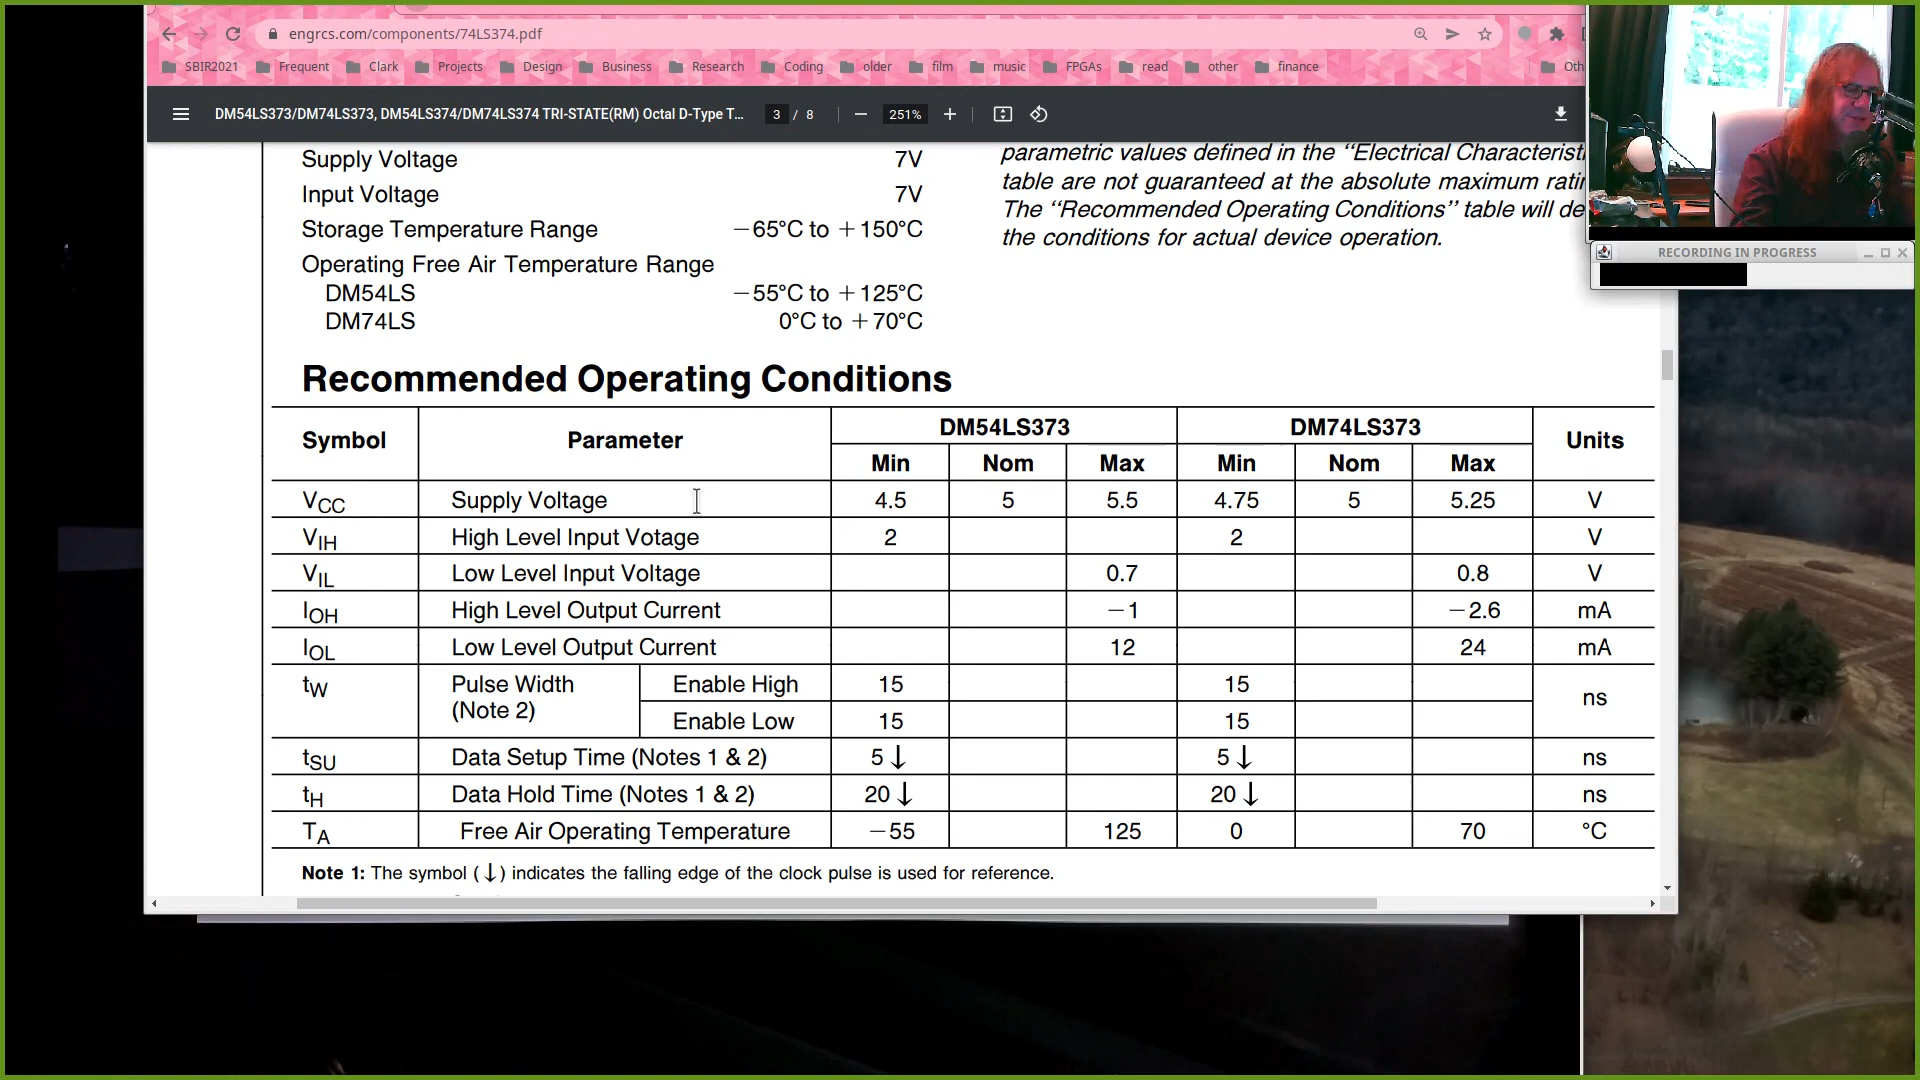 engrcs.com/components/74LS374.pdf
SBIR2021 Frequent Clark Projects Design Business Research Coding older film music FPGAs read other finance Oth
DM54LS373/DM74LS373, DM54LS374/DM74LS374 TRI-STATE(RM) Octal D-Type T... 3 / 8 251%
RECORDING IN PROGRESS
Supply Voltage 7V
Input Voltage 7V
Storage Temperature Range −65°C to +150°C
Operating Free Air Temperature Range
DM54LS −55°C to +125°C
DM74LS 0°C to +70°C
parametric values defined in the "Electrical Characteristi
table are not guaranteed at the absolute maximum ratin
The "Recommended Operating Conditions" table will de
the conditions for actual device operation.
Recommended Operating Conditions
Symbol Parameter DM54LS373 DM74LS373 Units
Min Nom Max Min Nom Max
VCC Supply Voltage 4.5 5 5.5 4.75 5 5.25 V
VIH High Level Input Votage 2 2 V
VIL Low Level Input Voltage 0.7 0.8 V
IOH High Level Output Current −1 −2.6 mA
IOL Low Level Output Current 12 24 mA
tW Pulse Width (Note 2) Enable High 15 15 ns
Enable Low 15 15
tSU Data Setup Time (Notes 1 & 2) 5↓ 5↓ ns
tH Data Hold Time (Notes 1 & 2) 20↓ 20↓ ns
TA Free Air Operating Temperature −55 125 0 70 °C
Note 1: The symbol (↓) indicates the falling edge of the clock pulse is used for reference.